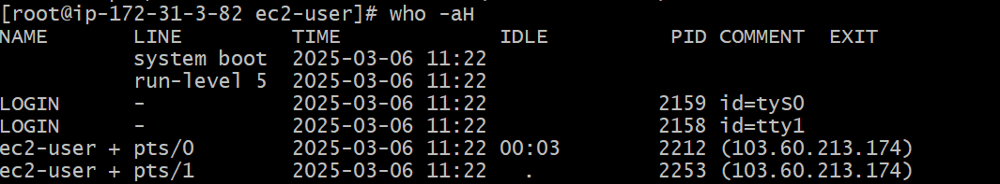 [root@ip-172-31-3-82 ec2-user]# who -aH
NAME       LINE         TIME             IDLE          PID COMMENT  EXIT
           system boot  2025-03-06 11:22
           run-level 5  2025-03-06 11:22
LOGIN      -            2025-03-06 11:22              2159 id=tyS0
LOGIN      -            2025-03-06 11:22              2158 id=tty1
ec2-user + pts/0        2025-03-06 11:22 00:03        2212 (103.60.213.174)
ec2-user + pts/1        2025-03-06 11:22   .          2253 (103.60.213.174)